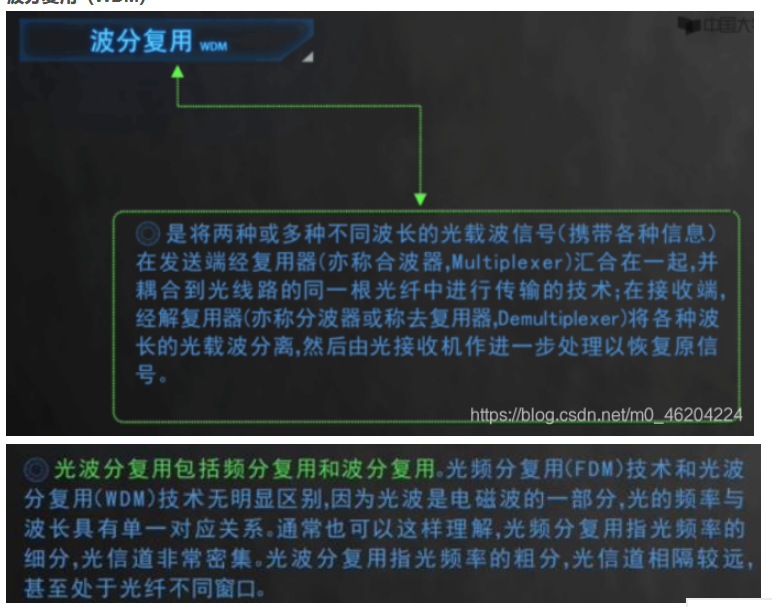 波分复用 WDM
中国大
是将两种或多种不同波长的光载波信号(携带各种信息)
在发送端经复用器(亦称合波器,Multiplexer)汇合在一起,并
耦合到光线路的同一根光纤中进行传输的技术;在接收端,
经解复用器(亦称分波器或称去复用器,Demultiplexer)将各种波
长的光载波分离,然后由光接收机作进一步处理以恢复原信
号。
https://blog.csdn.net/m0_46204224
光波分复用包括频分复用和波分复用。光频分复用(FDM)技术和光波
分复用(WDM)技术无明显区别,因为光波是电磁波的一部分,光的频率与
波长具有单一对应关系。通常也可以这样理解,光频分复用指光频率的
细分,光信道非常密集。光波分复用指光频率的粗分,光信道相隔较远,
甚至处于光纤不同窗口。